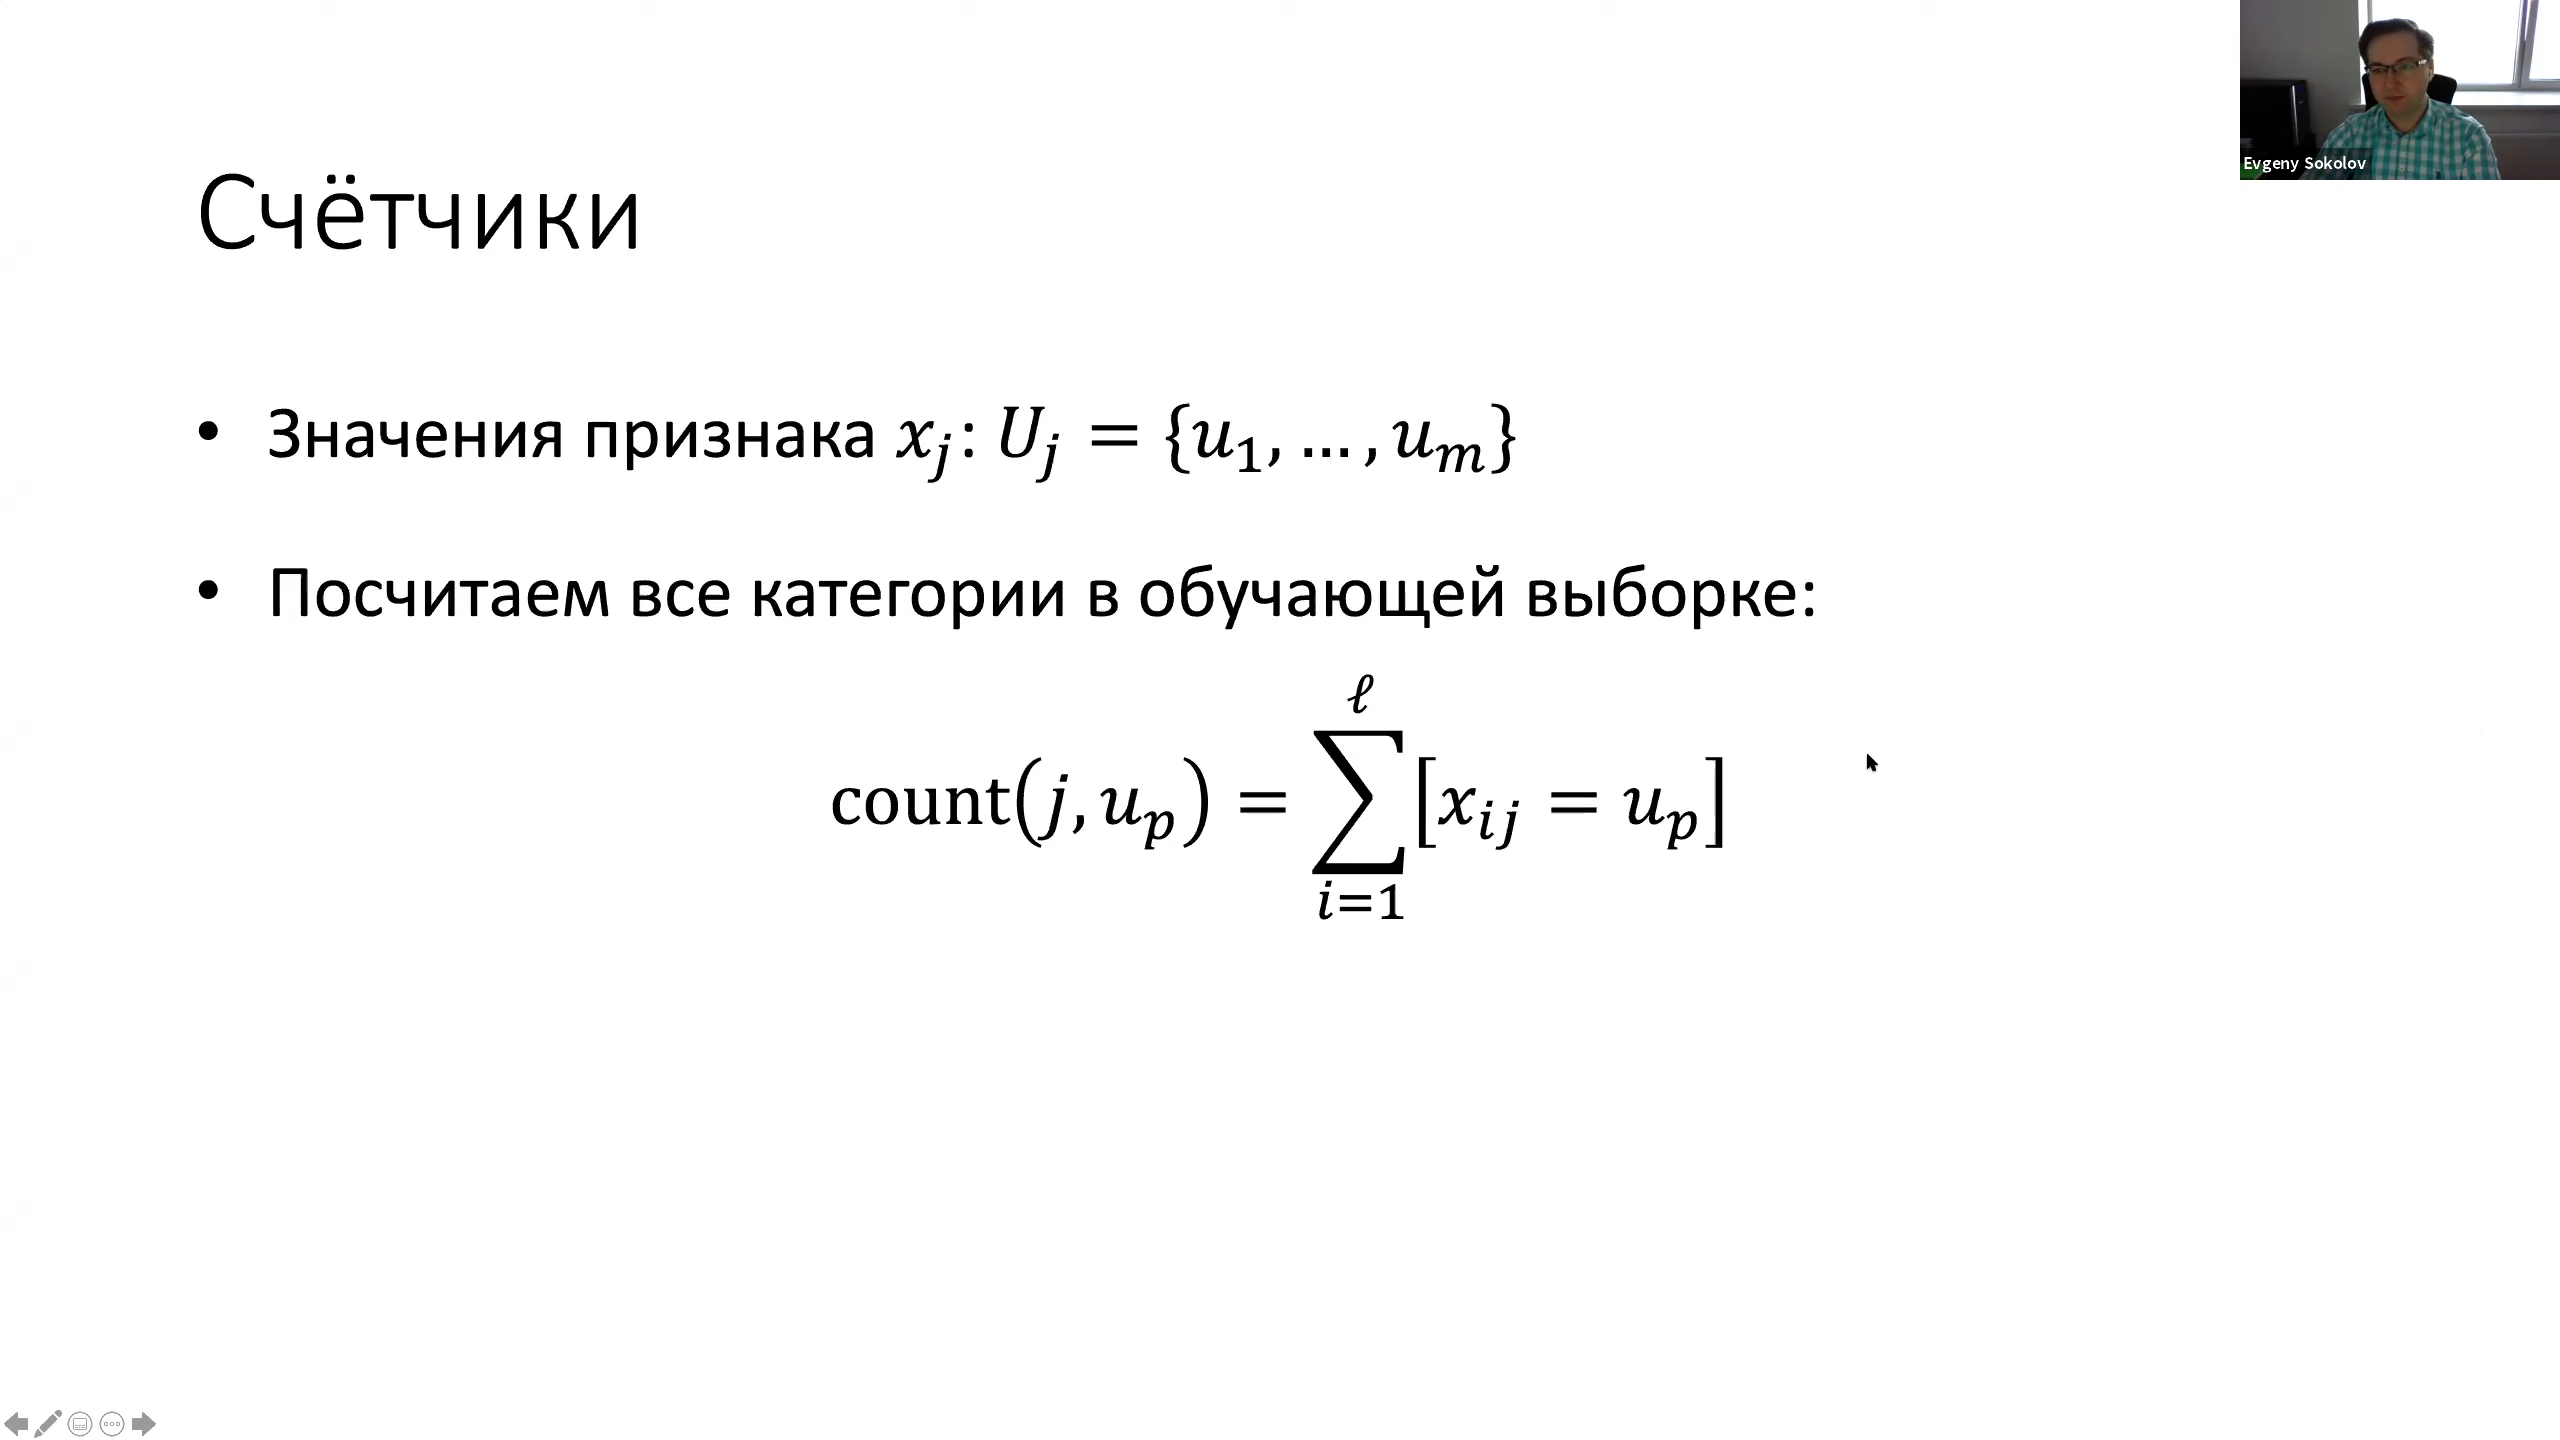 Evgeny Sokolov
Счётчики
• Значения признака x_j: U_j = {u_1, … , u_m}
• Посчитаем все категории в обучающей выборке:
count(j, u_p) = ∑_{i=1}^{ℓ} [x_{ij} = u_p]